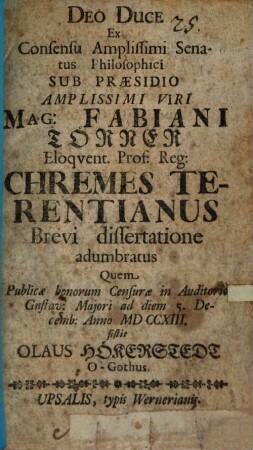 DEO DUCE
25.
Ex
Consensu Amplissimi Sena-
tus Philosophici
SUB PRÆSIDIO
AMPLISSIMI VIRI
MAG: FABIANI
TÖRNER
Eloqvent. Prof: Reg:
CHREMES TE-
RENTIANUS
Brevi dissertatione
adumbratus
Quem
Publicæ bonorum Censuræ in Auditorio
Gustav: Majori ad diem 5. De-
cemb: Anno MDCCXIII.
sistit
OLAUS HÖKERSTEDT
O-Gothus.
UPSALIS, typis Wernerianis.